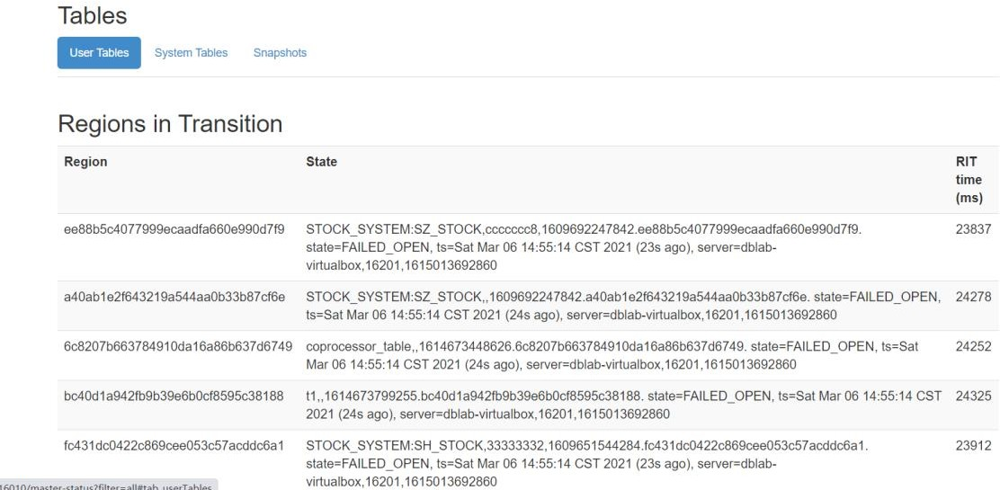 Tables
User Tables System Tables Snapshots
Regions in Transition
Region State RIT
time
(ms)
ee88b5c4077999ecaadfa660e990d7f9 STOCK_SYSTEM:SZ_STOCK,ccccccc8,1609692247842.ee88b5c4077999ecaadfa660e990d7f9. 23837
state=FAILED_OPEN, ts=Sat Mar 06 14:55:14 CST 2021 (23s ago), server=dblab-
virtualbox,16201,1615013692860
a40ab1e2f643219a544aa0b33b87cf6e STOCK_SYSTEM:SZ_STOCK,,1609692247842.a40ab1e2f643219a544aa0b33b87cf6e. state=FAILED_OPEN, 24278
ts=Sat Mar 06 14:55:14 CST 2021 (24s ago), server=dblab-virtualbox,16201,1615013692860
6c8207b663784910da16a86b637d6749 coprocessor_table,,1614673448626.6c8207b663784910da16a86b637d6749. state=FAILED_OPEN, ts=Sat 24252
Mar 06 14:55:14 CST 2021 (24s ago), server=dblab-virtualbox,16201,1615013692860
bc40d1a942fb9b39e6b0cf8595c38188 t1,,1614673799255.bc40d1a942fb9b39e6b0cf8595c38188. state=FAILED_OPEN, ts=Sat Mar 06 14:55:14 CST 24325
2021 (24s ago), server=dblab-virtualbox,16201,1615013692860
fc431dc0422c869cee053c57acddc6a1 STOCK_SYSTEM:SH_STOCK,33333332,1609651544284.fc431dc0422c869cee053c57acddc6a1. 23912
state=FAILED_OPEN, ts=Sat Mar 06 14:55:14 CST 2021 (23s ago), server=dblab-
virtualbox,16201,1615013692860
16010/master-status?filter=all#tab_userTables